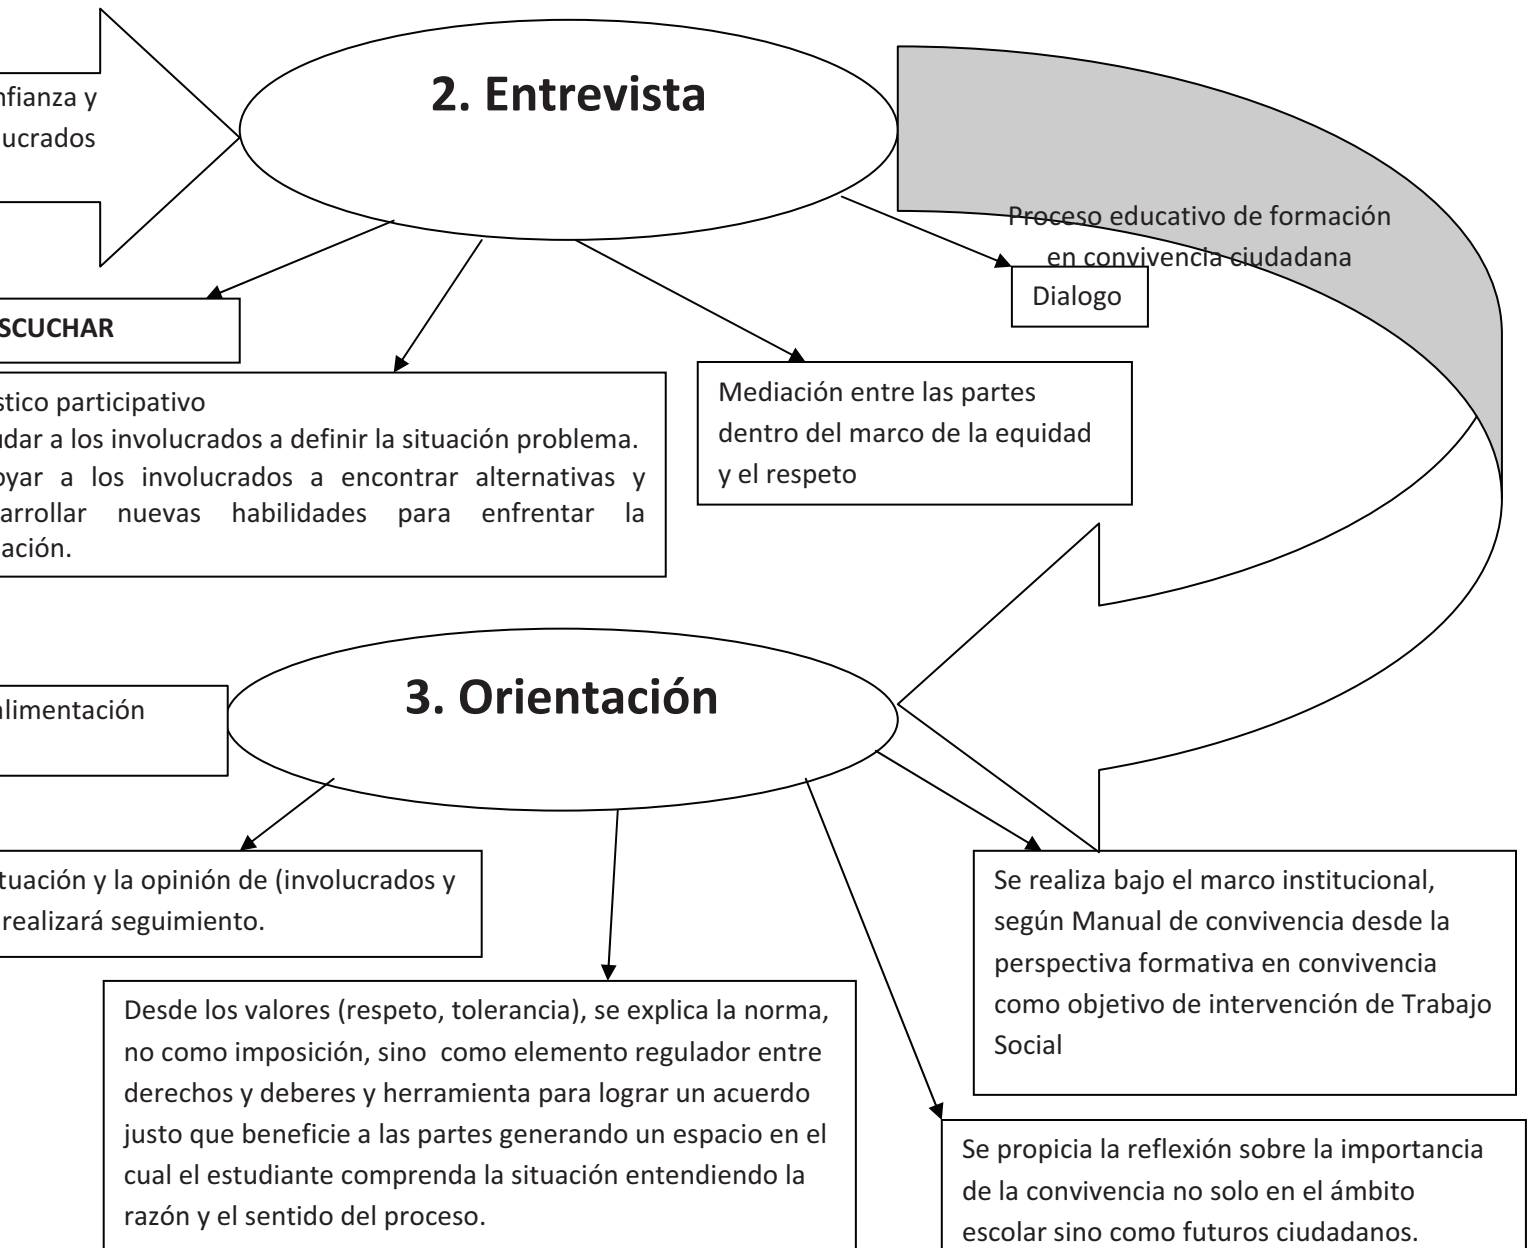 nfianza y
lucrados
2. Entrevista
Proceso educativo de formación
en convivencia ciudadana
Dialogo
SCUCHAR
stico participativo
udar a los involucrados a definir la situación problema.
oyar a los involucrados a encontrar alternativas y
arrollar nuevas habilidades para enfrentar la
ación.
Mediación entre las partes
dentro del marco de la equidad
y el respeto
3. Orientación
alimentación
tuación y la opinión de (involucrados y
realizará seguimiento.
Desde los valores (respeto, tolerancia), se explica la norma,
no como imposición, sino como elemento regulador entre
derechos y deberes y herramienta para lograr un acuerdo
justo que beneficie a las partes generando un espacio en el
cual el estudiante comprenda la situación entendiendo la
razón y el sentido del proceso.
Se realiza bajo el marco institucional,
según Manual de convivencia desde la
perspectiva formativa en convivencia
como objetivo de intervención de Trabajo
Social
Se propicia la reflexión sobre la importancia
de la convivencia no solo en el ámbito
escolar sino como futuros ciudadanos.